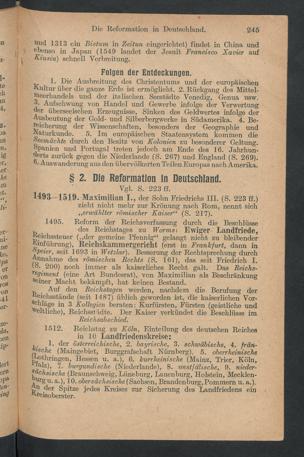 Die Reformation in Deutschland. 245
und 1313 ein Bistum in Zeitun eingerichtet) findet in China und
ebenso in Japan (1549 landet der Jesuit Francisco Xavier auf
Kiusiu) schnell Verbreitung.
Folgen der Entdeckungen.
1. Die Ausbreitung des Christentums und der europäischen
Kultur über die ganze Erde ist ermöglicht. 2. Rückgang des Mittel-
meerhandels und der italischen Seestädte Venedig, Genua usw.
3. Aufschwung von Handel und Gewerbe infolge der Verwertung
der überseeischen Erzeugnisse, Sinken des Geldwertes infolge der
Ausbeutung der Gold- und Silberbergwerke in Südamerika. 4. Be-
reicherung der Wissenschaften, besonders der Geographie und
Naturkunde. 5. Im europäischen Staatensystem kommen die
Seemächte durch den Besitz von Kolonien zu besonderer Geltung.
Spanien und Portugal treten jedoch am Ende des 16. Jahrhun-
derts zurück gegen die Niederlande (S. 267) und England (S. 269).
6. Auswanderung aus den übervölkerten Teilen Europas nach Amerika.
§ 2. Die Reformation in Deutschland.
Vgl. S. 223 ff.
1493—1519. Maximilian I., der Sohn Friedrichs III. (S. 223 ff.)
zieht nicht mehr zur Krönung nach Rom, nennt sich
„erwählter römischer Kaiser“ (S. 217).
1495. Reform der Reichsverfassung durch die Beschlüsse
des Reichstages zu Worms: Ewiger Landfriede,
Reichssteuer („der gemeine Pfennig“ gelangt nicht zu bleibender
Einführung), Reichskammergericht (erst in Frankfurt, dann in
Speier, seit 1693 in Wetzlar). Besserung der Rechtsprechung durch
Annahme des römischen Rechts (S. 161), das seit Friedrich I.
(S. 200) noch immer als kaiserliches Recht galt. Das Reichs-
regiment (eine Art Bundesrat), von Maximilian als Beschränkung
seiner Macht bekämpft, hat keinen Bestand.
Auf den Reichstagen werden, nachdem die Berufung der
Reichsstände (seit 1487) üblich geworden ist, die kaiserlichen Vor-
schläge in 3 Kollegien beraten: Kurfürsten, Fürsten (geistliche und
weltliche), Reichsstädte. Der Kaiser verkündet die Beschlüsse im
Reichsabschied.
1512. Reichstag zu Köln, Einteilung des deutschen Reiches
in 10 Landfriedenskreise:
1. der österreichische, 2. bayrische, 3. schwäbische, 4. frän-
kische (Mainbegebiet, Burggrafschaft Nürnberg). 5. oberrheinische
(Lothringen, Hessen u. a.), 6. kurrheinische (Mainz, Trier, Köln,
Pfalz), 7. burgundische (Niederlande), 8. westfälische, 9. nieder-
sächsische (Braunschweig, Lüneburg, Lauenburg, Holstein, Mecklen-
burg u. a.), 10. obersächsische (Sachsen, Brandenburg, Pommern u. a.).
An der Spitze jedes Kreises zur Sicherung des Landfriedens ein
Kreisoberster.